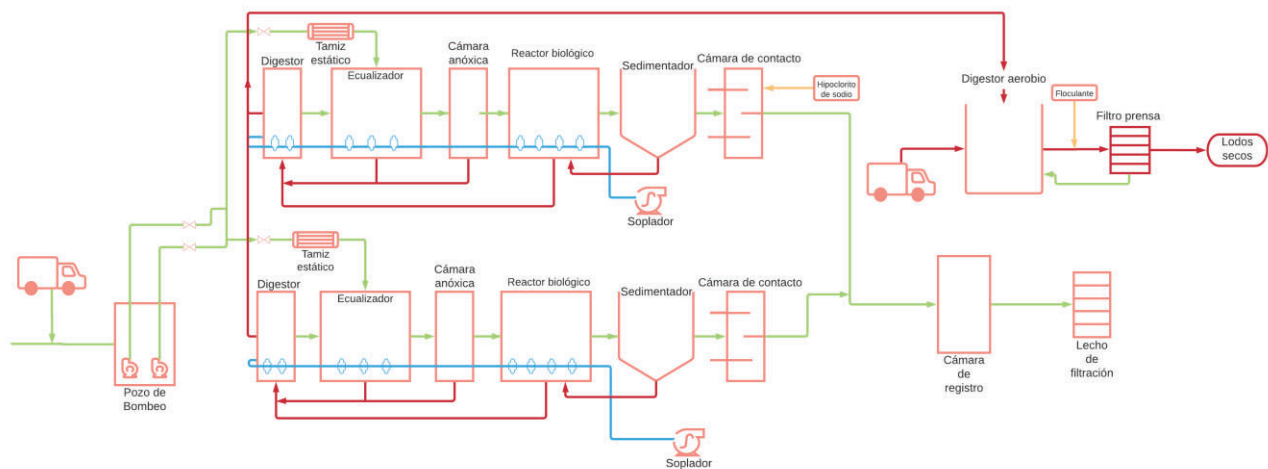 Tamiz
estático
Digestor
Ecualizador
Cámara
anóxica
Reactor biológico
Sedimentador
Cámara de contacto
Hipoclorito
de sodio
Digestor aerobio
Floculante
Filtro prensa
Lodos
secos
Soplador
Tamiz
estático
Digestor
Ecualizador
Cámara
anóxica
Reactor biológico
Sedimentador
Cámara de contacto
Soplador
Pozo de
Bombeo
Cámara
de
registro
Lecho
de
filtración